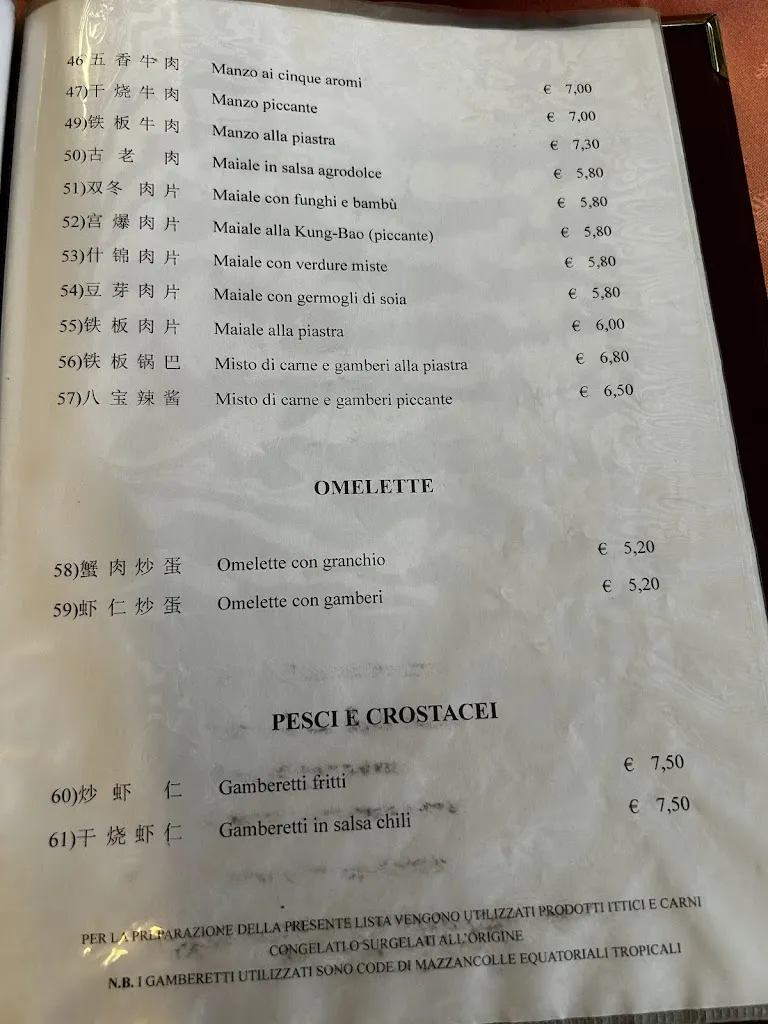 46)五香牛肉 Manzo ai cinque aromi € 7,00
47)干烧牛肉 Manzo piccante € 7,00
49)铁板牛肉 Manzo alla piastra € 7,30
50)古老肉 Maiale in salsa agrodolce € 5,80
51)双冬肉片 Maiale con funghi e bambù € 5,80
52)宫爆肉片 Maiale alla Kung-Bao (piccante) € 5,80
53)什锦肉片 Maiale con verdure miste € 5,80
54)豆芽肉片 Maiale con germogli di soia € 5,80
55)铁板肉片 Maiale alla piastra € 6,00
56)铁板锅巴 Misto di carne e gamberi alla piastra € 6,80
57)八宝辣酱 Misto di carne e gamberi piccante € 6,50
OMELETTE
58)蟹肉炒蛋 Omelette con granchio € 5,20
59)虾仁炒蛋 Omelette con gamberi € 5,20
PESCI E CROSTACEI
60)炒虾仁 Gamberetti fritti € 7,50
61)干烧虾仁 Gamberetti in salsa chili € 7,50
PER LA PREPARAZIONE DELLA PRESENTE LISTA VENGONO UTILIZZATI PRODOTTI ITTICI E CARNI
CONGELATI O SURGELATI ALL'ORIGINE
N.B. I GAMBERETTI UTILIZZATI SONO CODE DI MAZZANCOLLE EQUATORIALI TROPICALI